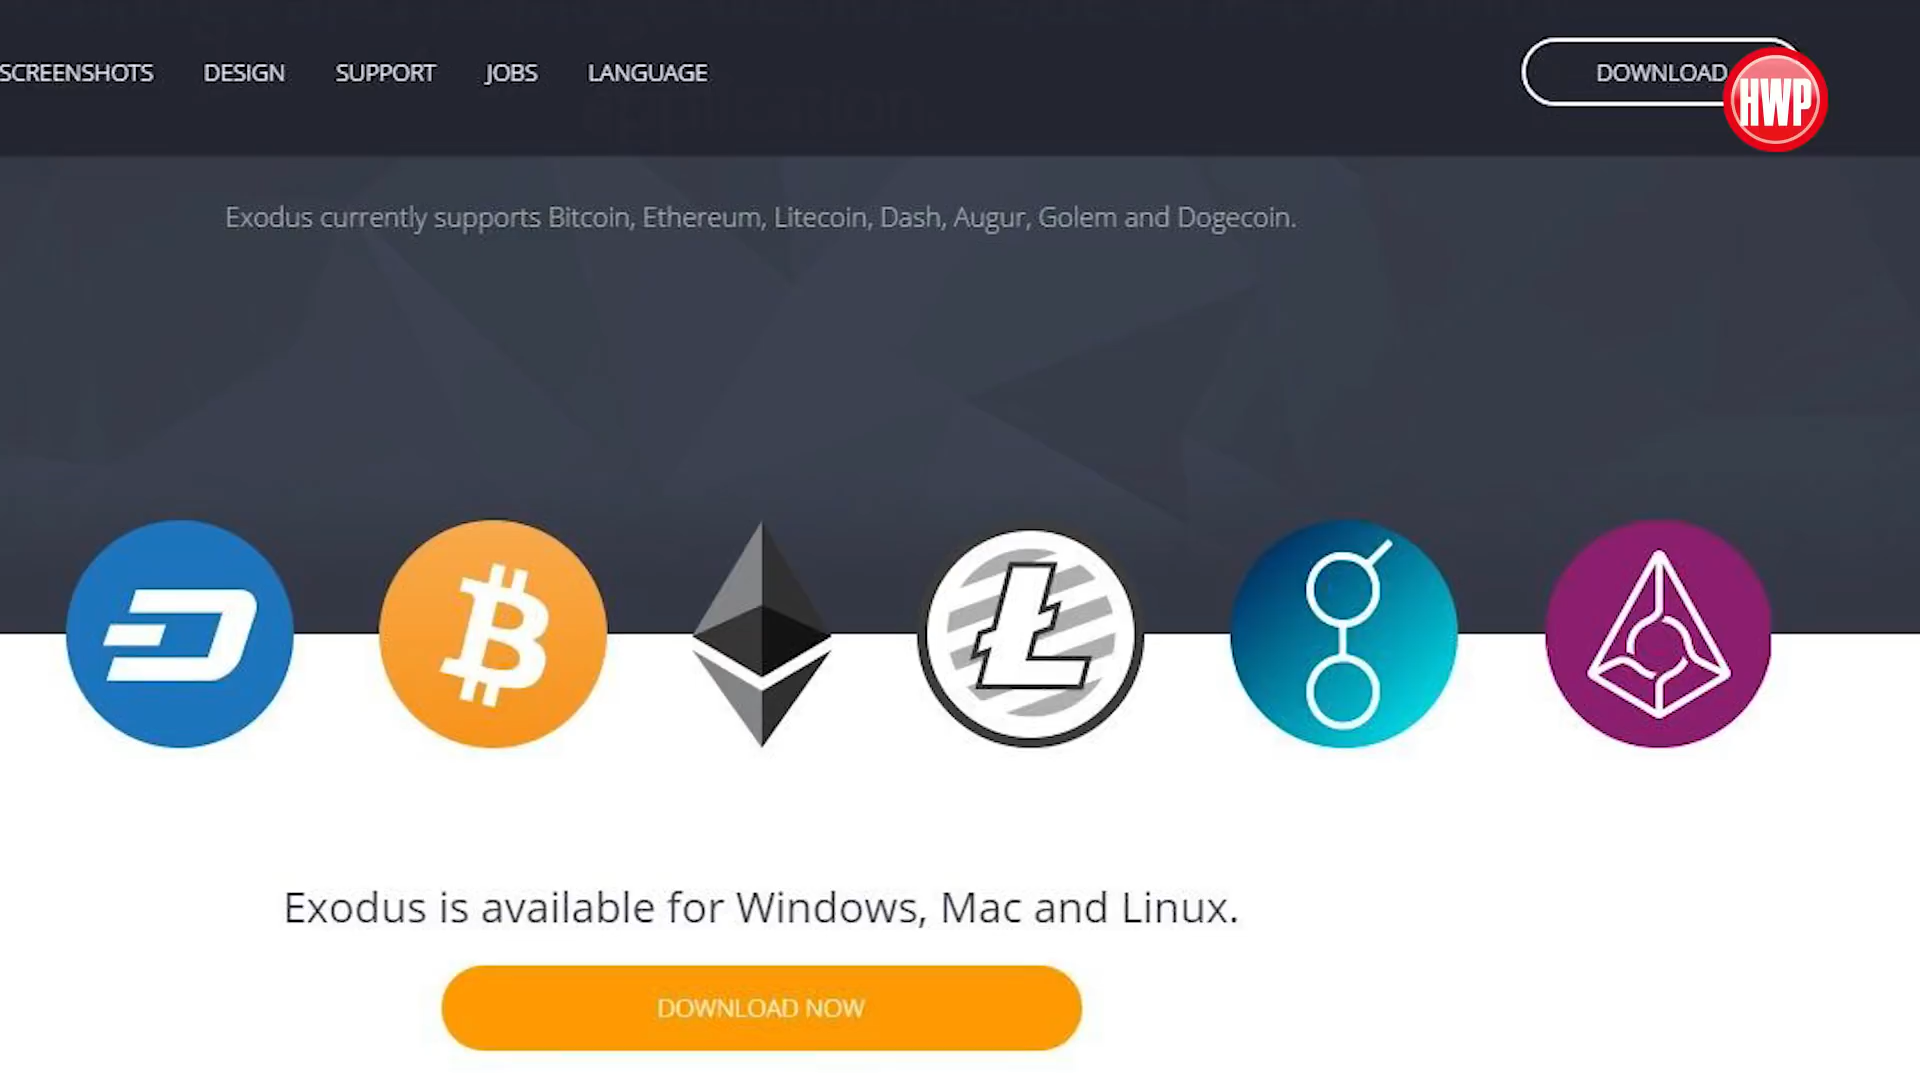 SCREENSHOTS DESIGN SUPPORT JOBS LANGUAGE DOWNLOAD
HWP
Exodus currently supports Bitcoin, Ethereum, Litecoin, Dash, Augur, Golem and Dogecoin.
Exodus is available for Windows, Mac and Linux.
DOWNLOAD NOW